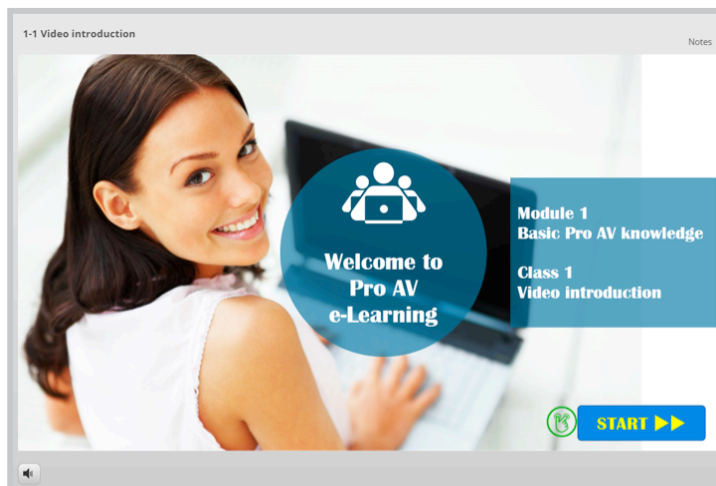 1-1 Video introduction
Notes
Welcome to
Pro AV
e-Learning
Module 1
Basic Pro AV knowledge
Class 1
Video introduction
START